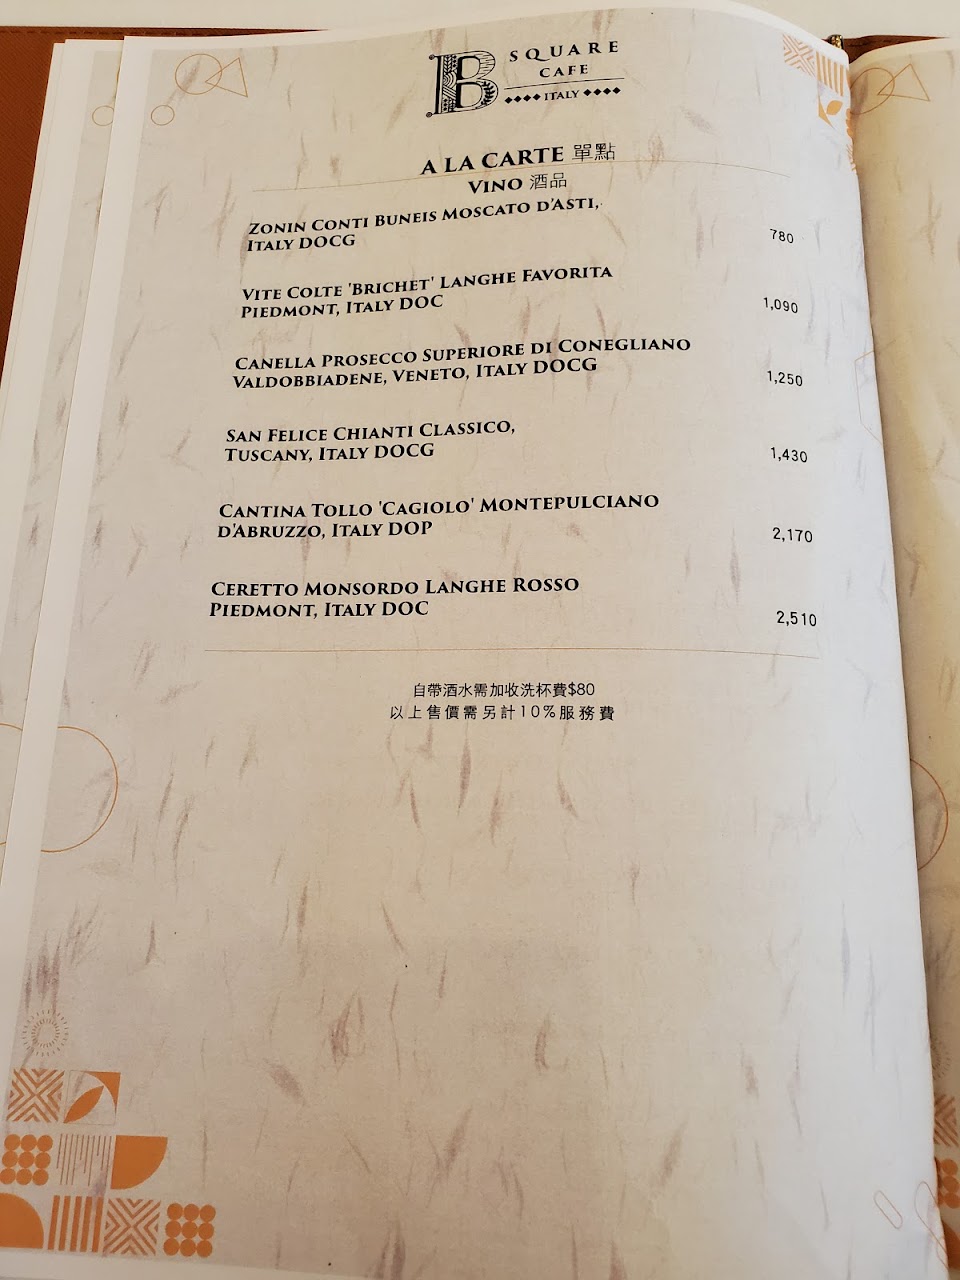 B SQUARE
CAFE
ITALY
A LA CARTE 單點
VINO 酒品
ZONIN CONTI BUNEIS MOSCATO D'ASTI,
ITALY DOCG
780
VITE COLTE 'BRICHET' LANGHE FAVORITA
PIEDMONT, ITALY DOC
1,090
CANELLA PROSECCO SUPERIORE DI CONEGLIANO
VALDOBBIADENE, VENETO, ITALY DOCG
1,250
SAN FELICE CHIANTI CLASSICO,
TUSCANY, ITALY DOCG
1,430
CANTINA TOLLO 'CAGIOLO' MONTEPULCIANO
D'ABRUZZO, ITALY DOP
2,170
CERETTO MONSORDO LANGHE ROSSO
PIEDMONT, ITALY DOC
2,510
自帶酒水需加收洗杯費$80
以上售價需另計10%服務費